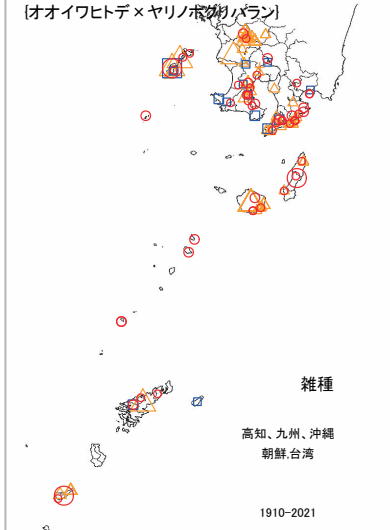 {オオイワヒトデ×ヤリノホクリハラン}
雑種
高知、九州、沖縄
朝鮮,台湾
1910-2021